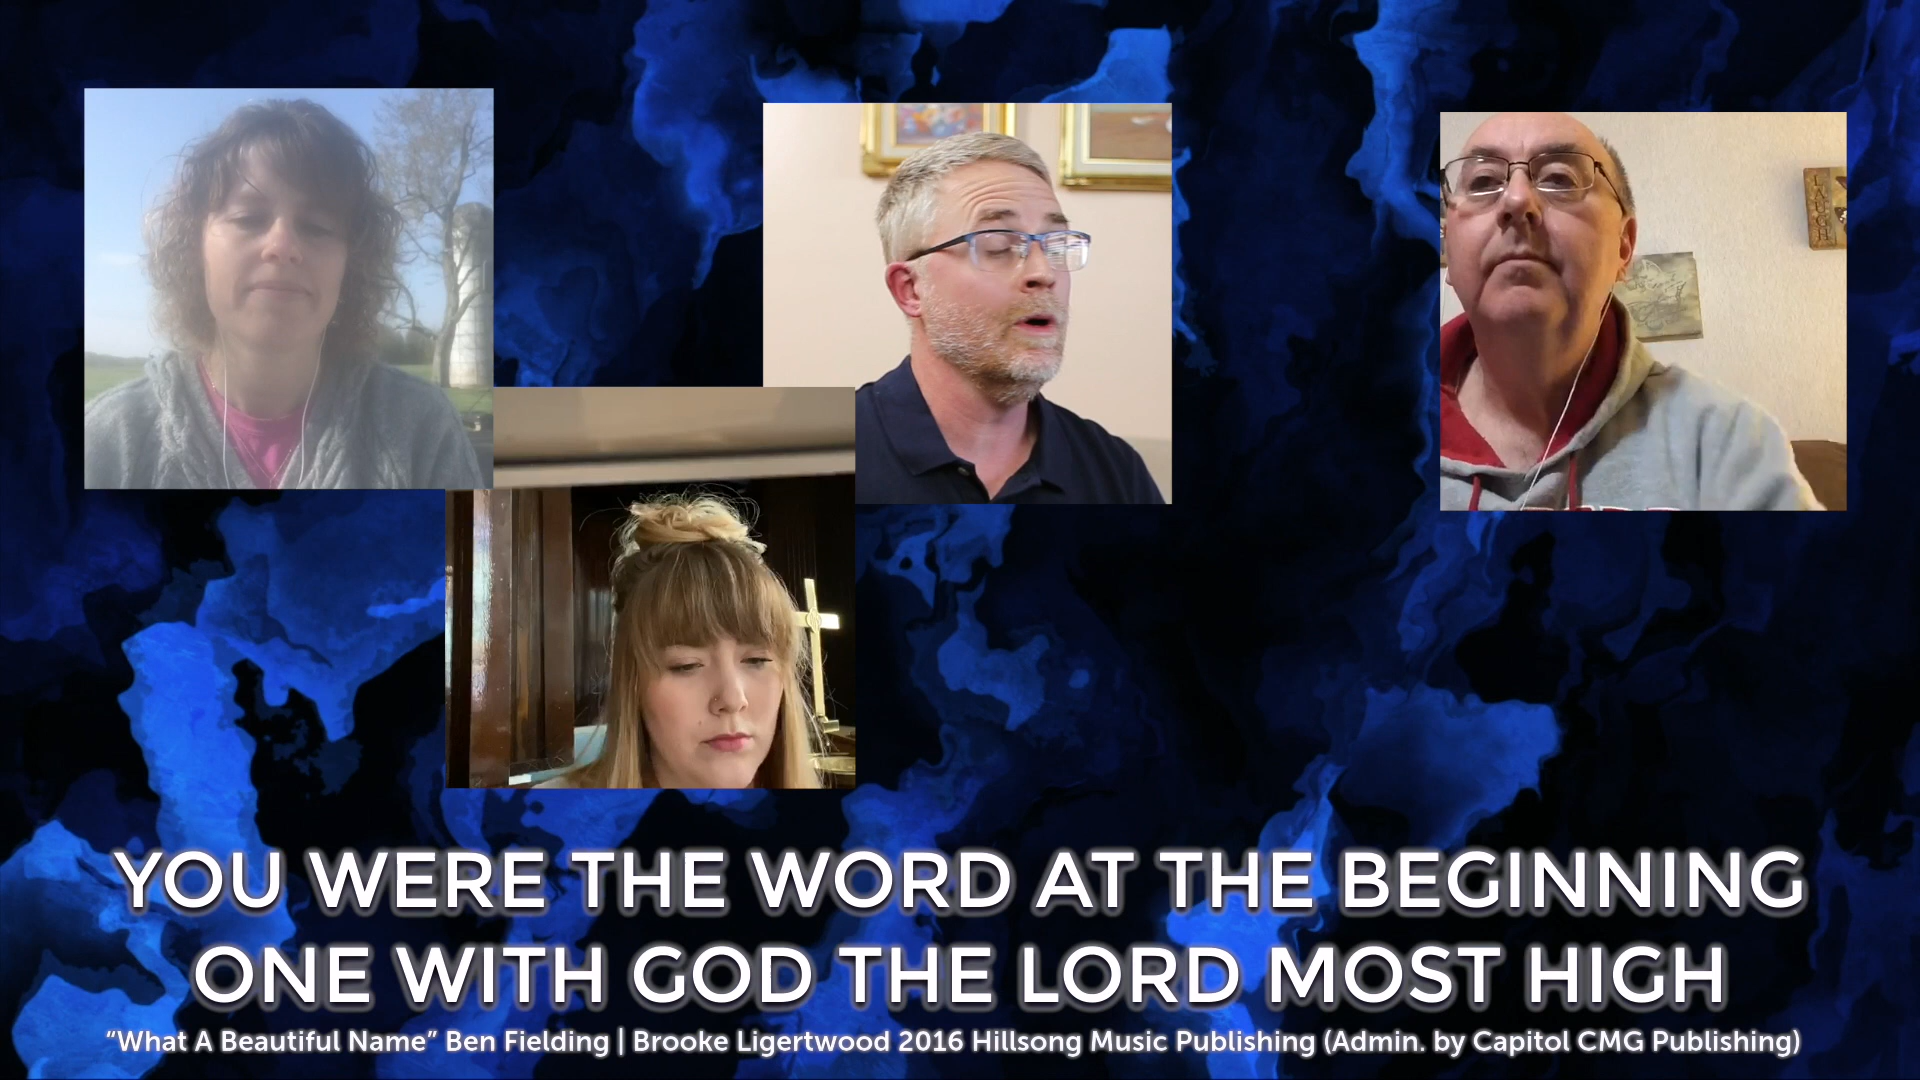 LAUGH
YOU WERE THE WORD AT THE BEGINNING
ONE WITH GOD THE LORD MOST HIGH
“What A Beautiful Name” Ben Fielding | Brooke Ligertwood 2016 Hillsong Music Publishing (Admin. by Capitol CMG Publishing)